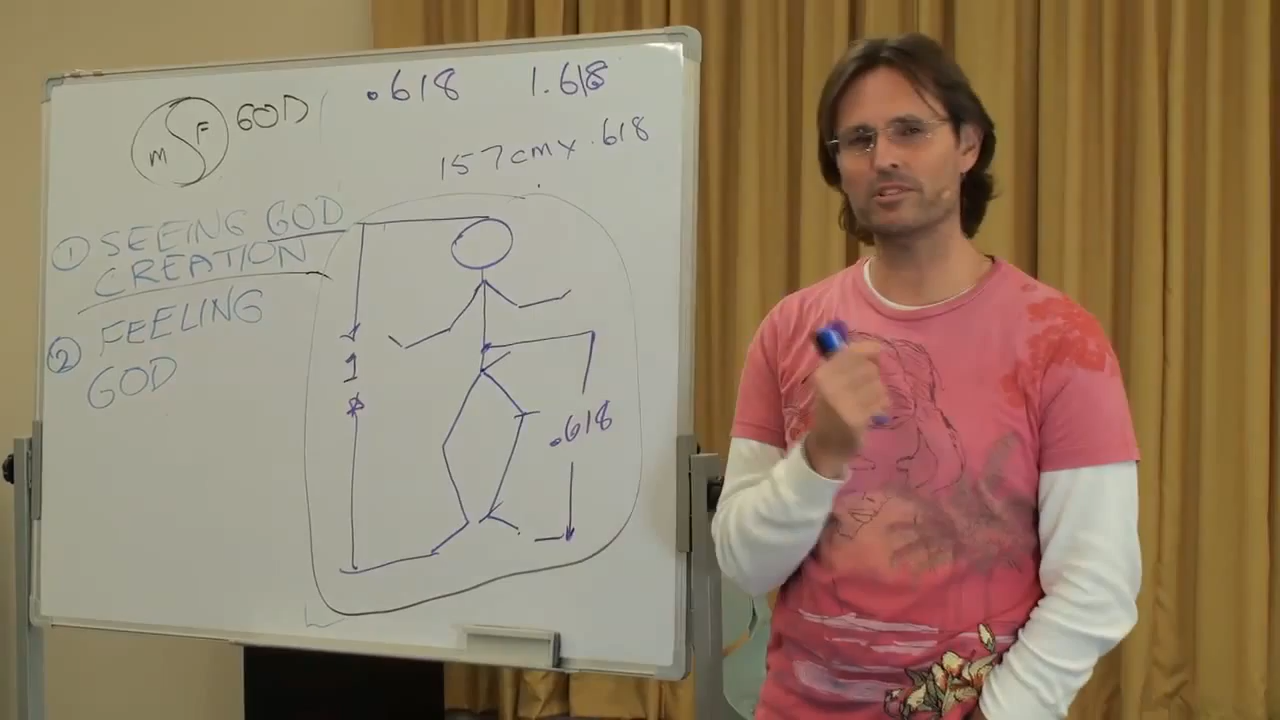 .618 1.618
M F GOD
157cm x .618
① SEEING GOD
CREATION
② FEELING
GOD
1
.618